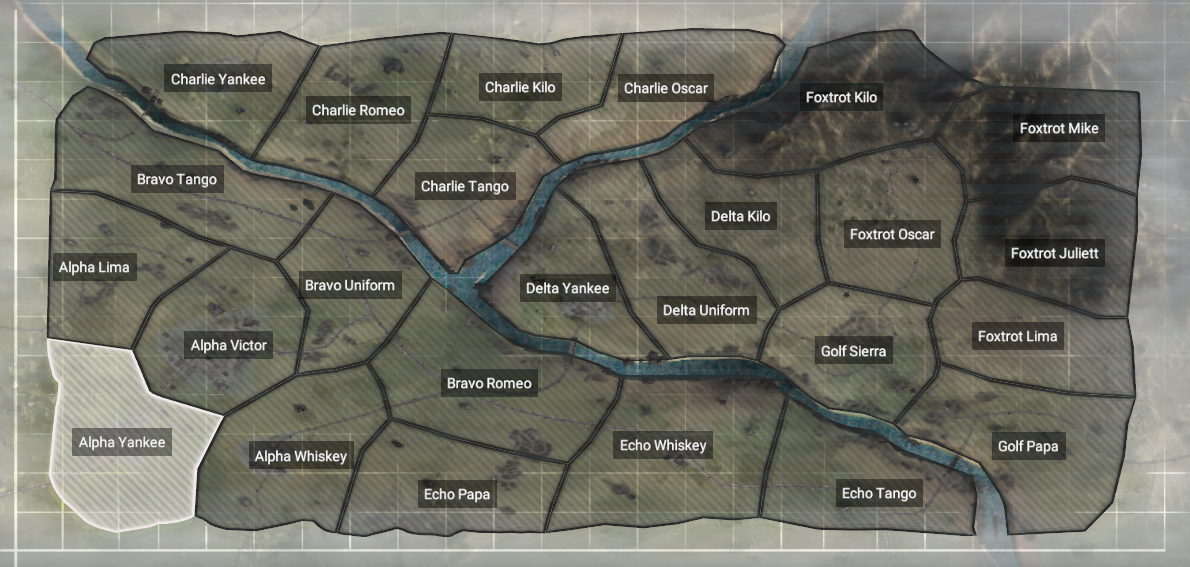 Charlie Yankee
Charlie Romeo
Charlie Kilo
Charlie Oscar
Foxtrot Kilo
Foxtrot Mike
Bravo Tango
Charlie Tango
Delta Kilo
Foxtrot Oscar
Foxtrot Juliett
Alpha Lima
Bravo Uniform
Delta Yankee
Delta Uniform
Foxtrot Lima
Alpha Victor
Golf Sierra
Bravo Romeo
Alpha Yankee
Alpha Whiskey
Echo Whiskey
Golf Papa
Echo Papa
Echo Tango